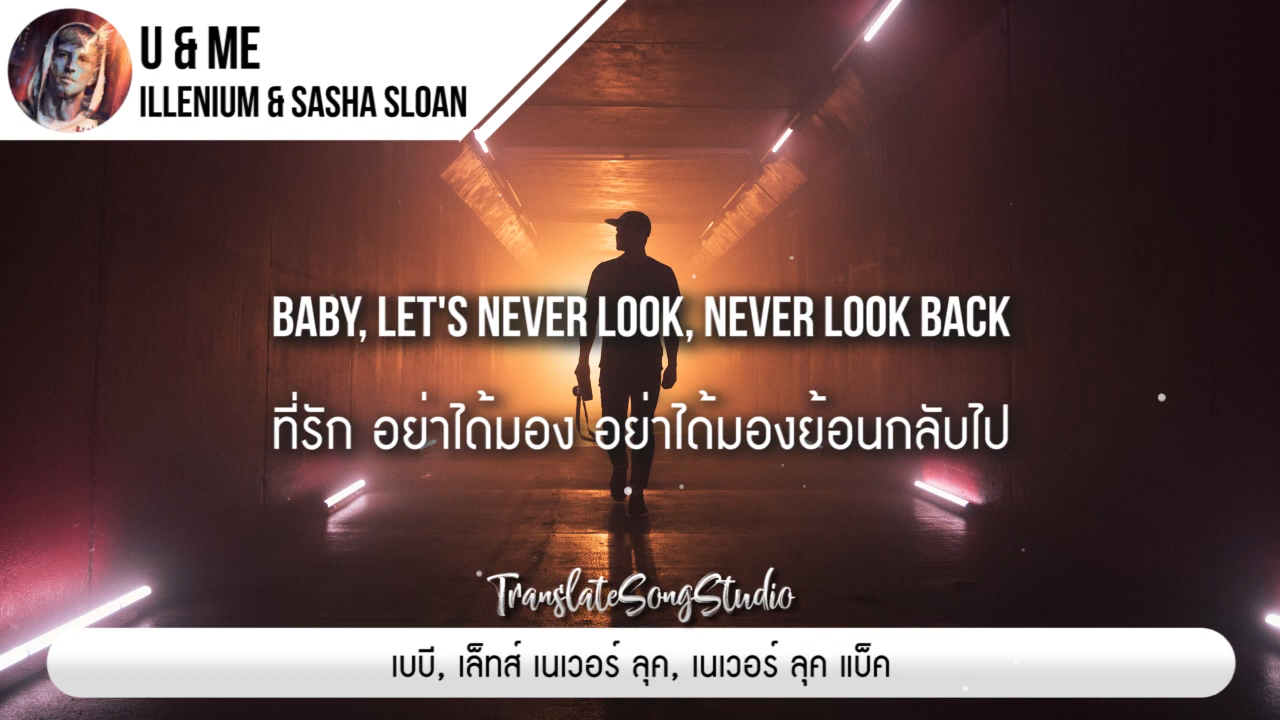 U & ME
ILLENIUM & SASHA SLOAN
BABY, LET'S NEVER LOOK, NEVER LOOK BACK
ที่รัก อย่าได้มอง อย่าได้มองย้อนกลับไป
TranslateSongStudio
เบบี, เล็ทส์ เนเวอร์ ลุค, เนเวอร์ ลุค แบ็ค